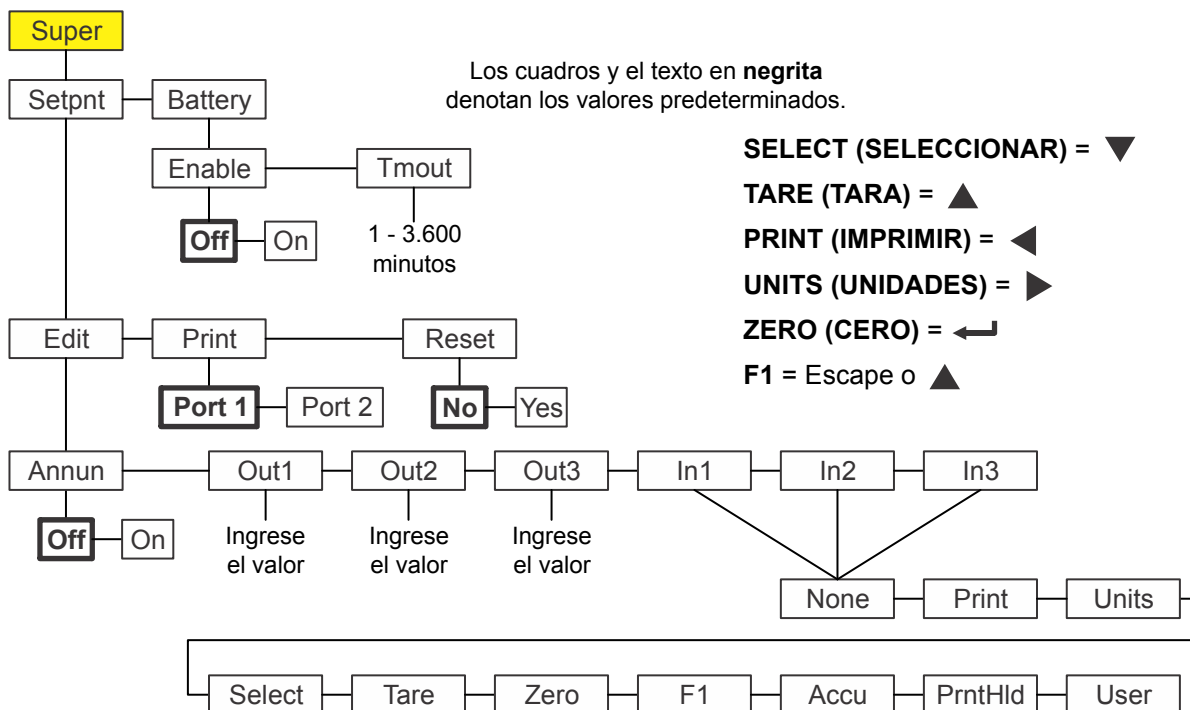 Super
Los cuadros y el texto en negrita
denotan los valores predeterminados.
Setpnt
Battery
SELECT (SELECCIONAR) =
TARE (TARA) =
PRINT (IMPRIMIR) =
UNITS (UNIDADES) =
ZERO (CERO) =
F1 = Escape o
Enable
Tmout
Off
On
1 - 3.600
minutos
Edit
Print
Reset
Port 1
Port 2
No
Yes
Annun
Out1
Out2
Out3
In1
In2
In3
Off
On
Ingrese
el valor
Ingrese
el valor
Ingrese
el valor
None
Print
Units
Select
Tare
Zero
F1
Accu
PrntHld
User